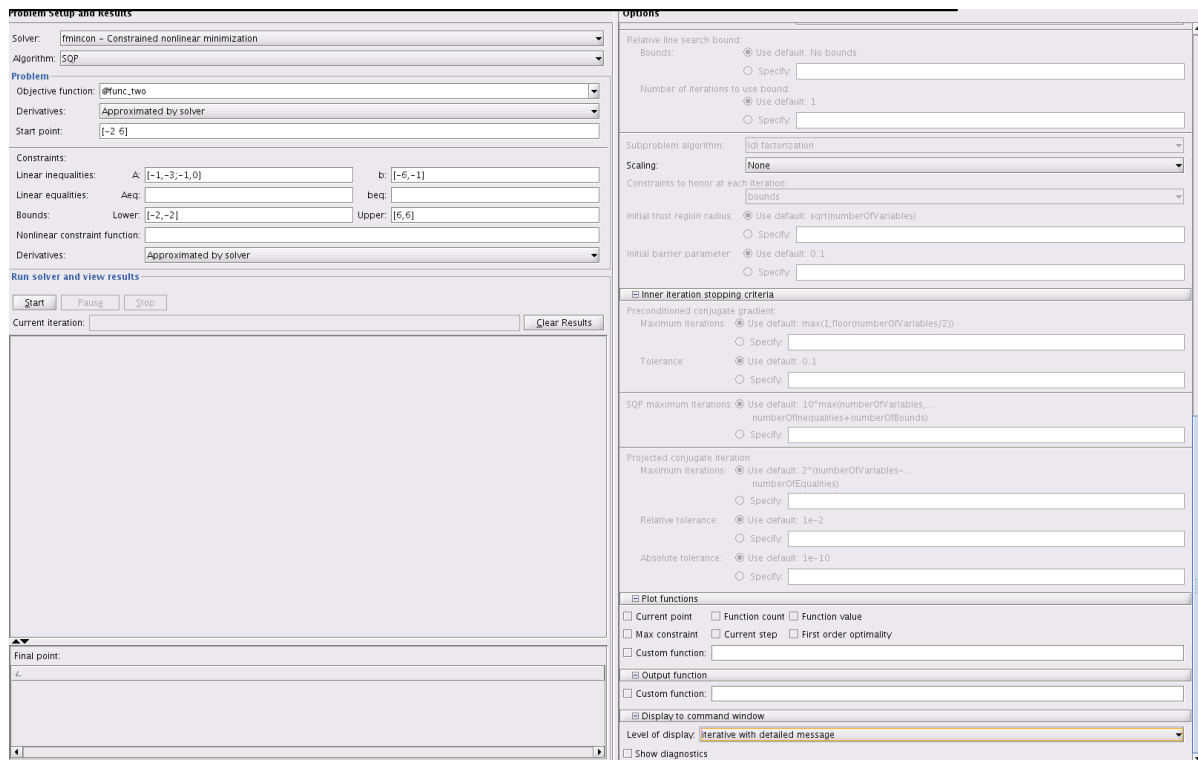 Problem Setup and Results
Solver: fmincon - Constrained nonlinear minimization
Algorithm: SQP
Problem
Objective function: @func_two
Derivatives: Approximated by solver
Start point: [-2 6]
Constraints:
Linear inequalities: A: [-1,-3;-1,0] b: [-6,-1]
Linear equalities: Aeq: beq:
Bounds: Lower: [-2,-2] Upper: [6,6]
Nonlinear constraint function:
Derivatives: Approximated by solver
Run solver and view results
Start Pause Stop
Current iteration: Clear Results
Final point:
Options
Relative line search bound:
Bounds: Use default: No bounds
Specify:
Number of iterations to use bound:
Use default: 1
Specify:
Subproblem algorithm: ldl factorization
Scaling: None
Constraints to honor at each iteration:
bounds
Initial trust region radius: Use default: sqrt(numberOfVariables)
Specify:
Initial barrier parameter: Use default: 0.1
Specify:
Inner iteration stopping criteria
Preconditioned conjugate gradient:
Maximum iterations: Use default: max(1,floor(numberOfVariables/2))
Specify:
Tolerance: Use default: 0.1
Specify:
SQP maximum iterations: Use default: 10*max(numberOfVariables,...
numberOfInequalities+numberOfBounds)
Specify:
Projected conjugate iteration
Maximum iterations: Use default: 2*(numberOfVariables-...
numberOfEqualities)
Specify:
Relative tolerance: Use default: 1e-2
Specify:
Absolute tolerance: Use default: 1e-10
Specify:
Plot functions
Current point Function count Function value
Max constraint Current step First order optimality
Custom function:
Output function
Custom function:
Display to command window
Level of display: iterative with detailed message
Show diagnostics